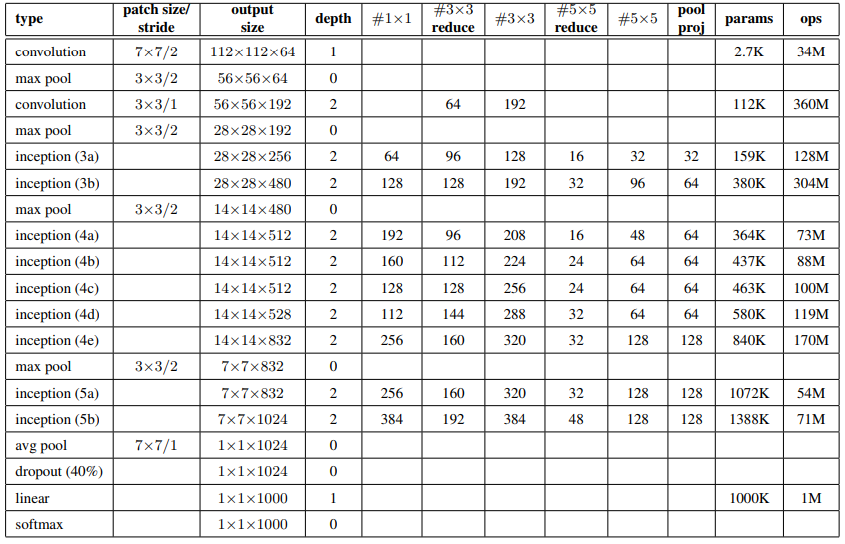 type patch size/ stride output size depth #1×1 #3×3 reduce #3×3 #5×5 reduce #5×5 pool proj params ops
convolution 7×7/2 112×112×64 1 2.7K 34M
max pool 3×3/2 56×56×64 0
convolution 3×3/1 56×56×192 2 64 192 112K 360M
max pool 3×3/2 28×28×192 0
inception (3a) 28×28×256 2 64 96 128 16 32 32 159K 128M
inception (3b) 28×28×480 2 128 128 192 32 96 64 380K 304M
max pool 3×3/2 14×14×480 0
inception (4a) 14×14×512 2 192 96 208 16 48 64 364K 73M
inception (4b) 14×14×512 2 160 112 224 24 64 64 437K 88M
inception (4c) 14×14×512 2 128 128 256 24 64 64 463K 100M
inception (4d) 14×14×528 2 112 144 288 32 64 64 580K 119M
inception (4e) 14×14×832 2 256 160 320 32 128 128 840K 170M
max pool 3×3/2 7×7×832 0
inception (5a) 7×7×832 2 256 160 320 32 128 128 1072K 54M
inception (5b) 7×7×1024 2 384 192 384 48 128 128 1388K 71M
avg pool 7×7/1 1×1×1024 0
dropout (40%) 1×1×1024 0
linear 1×1×1000 1 1000K 1M
softmax 1×1×1000 0